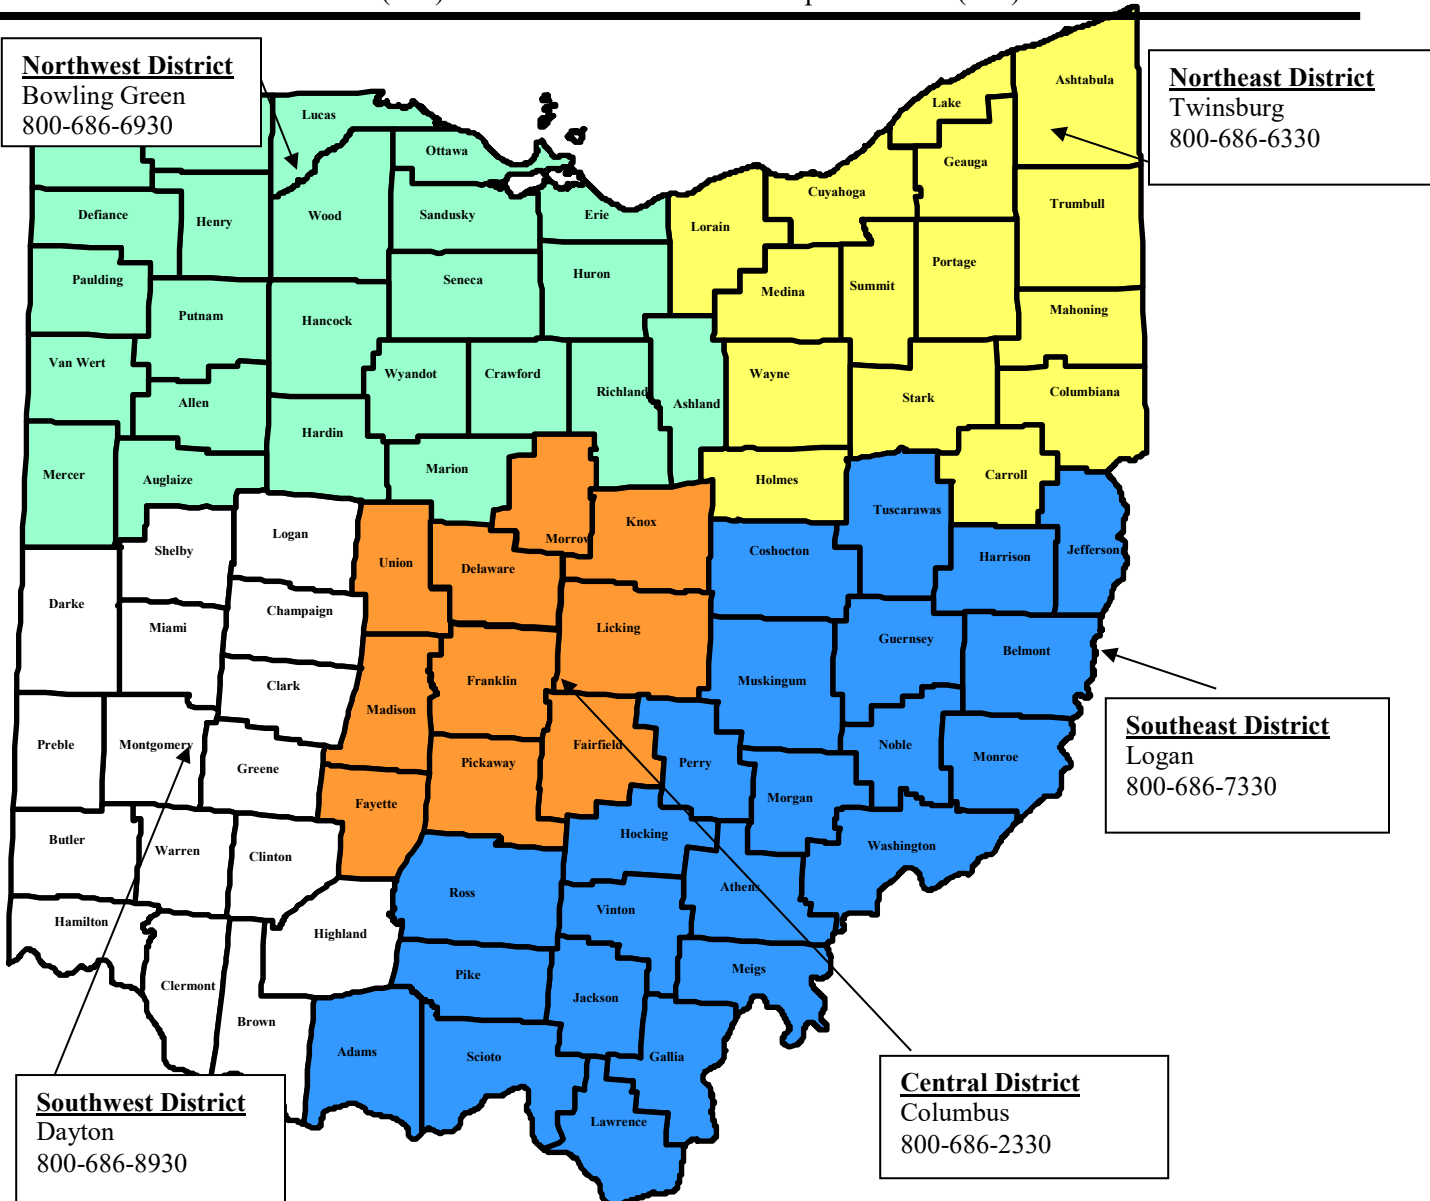 Northwest District
Bowling Green
800-686-6930
Northeast District
Twinsburg
800-686-6330
Ashtabula
Lake
Lucas
Ottawa
Geauga
Cuyahoga
Trumbull
Defiance
Henry
Wood
Sandusky
Erie
Lorain
Paulding
Seneca
Huron
Medina
Summit
Portage
Putnam
Hancock
Mahoning
Van Wert
Wyandot
Crawford
Richland
Ashland
Wayne
Stark
Columbiana
Allen
Hardin
Mercer
Auglaize
Marion
Holmes
Carroll
Tuscarawas
Logan
Knox
Morrow
Shelby
Union
Delaware
Coshocton
Harrison
Jefferson
Darke
Champaign
Miami
Licking
Guernsey
Belmont
Clark
Franklin
Muskingum
Madison
Preble
Montgomery
Greene
Pickaway
Fairfield
Perry
Noble
Monroe
Southeast District
Logan
800-686-7330
Fayette
Morgan
Butler
Warren
Clinton
Hocking
Washington
Ross
Athens
Vinton
Hamilton
Highland
Pike
Meigs
Clermont
Jackson
Brown
Adams
Scioto
Gallia
Lawrence
Southwest District
Dayton
800-686-8930
Central District
Columbus
800-686-2330